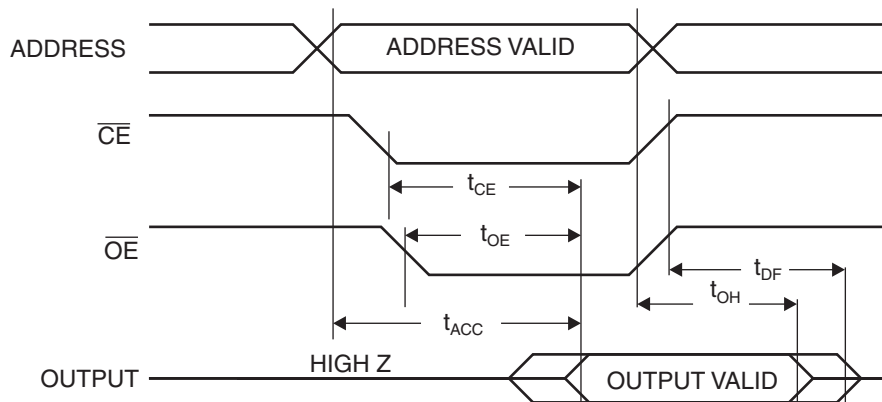 ADDRESS
ADDRESS VALID
CE
tCE
OE
tOE
tDF
tOH
tACC
HIGH Z
OUTPUT
OUTPUT VALID